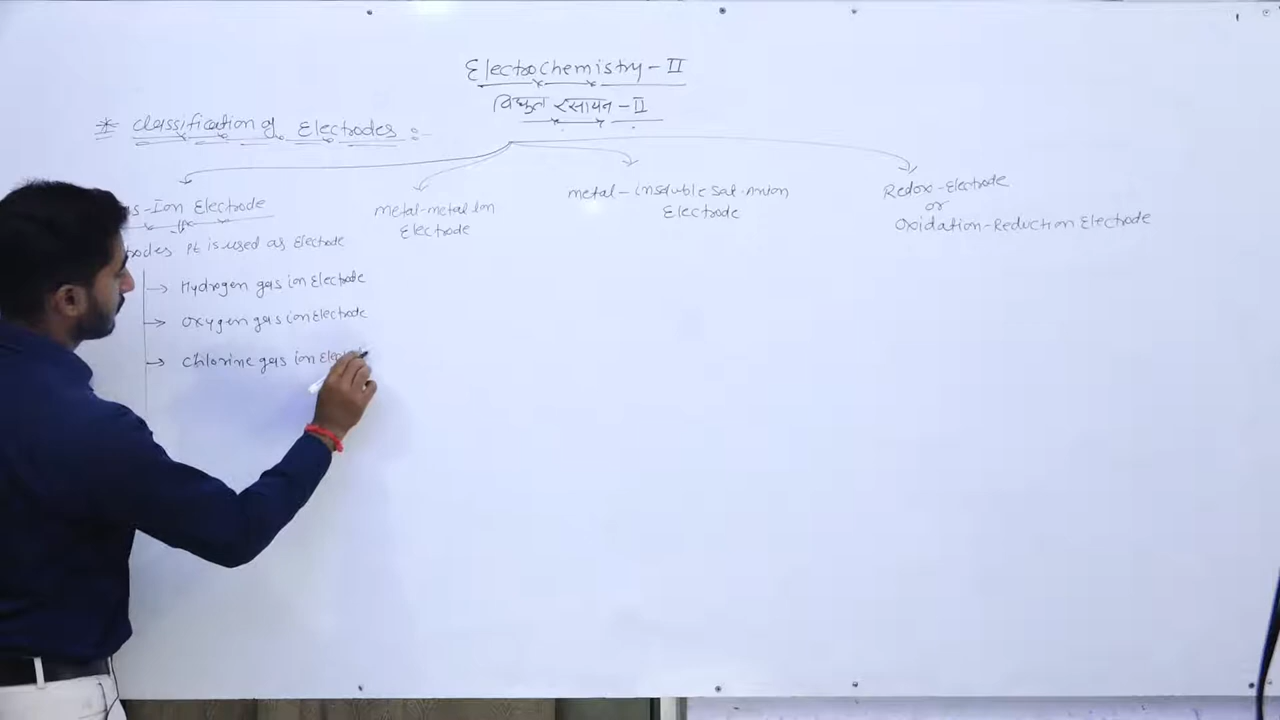 Electrochemistry - II
विद्युत रसायन - II
* Classification of Electrodes :-
s-Ion Electrode
metal-metal Ion
Electrode
metal-insoluble salt-Anion
Electrode
Redox-Electrode
or
Oxidation-Reduction Electrode
trodes Pt is used as Electrode
→ Hydrogen gas ion Electrode
→ Oxygen gas ion Electrode
→ Chlorine gas ion